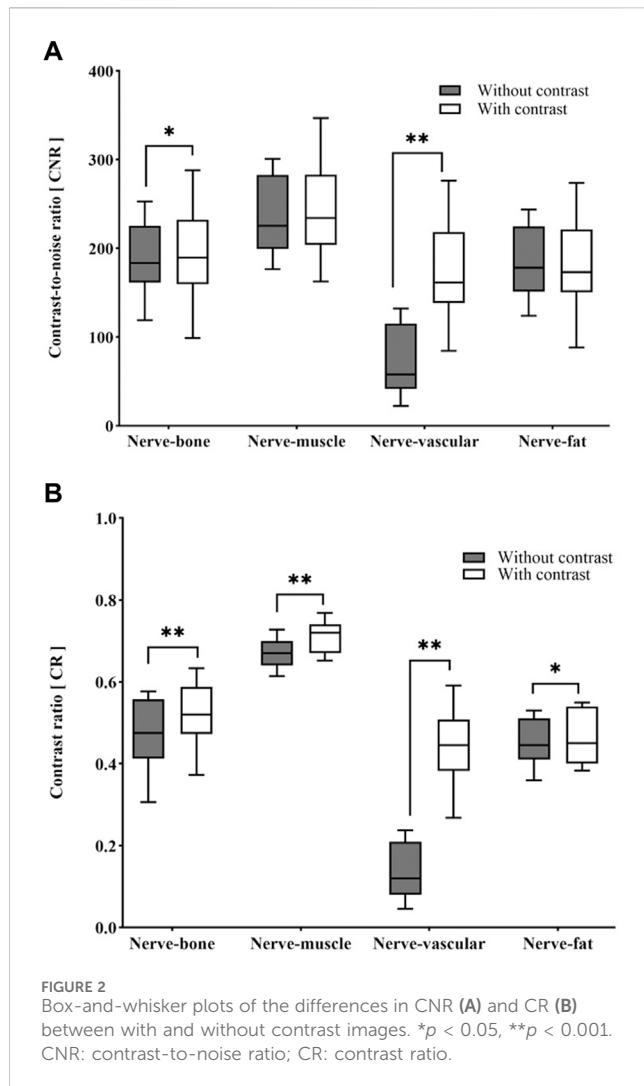 A
400
300
200
100
0
Contrast-to-noise ratio [ CNR]
Without contrast
With contrast
*
**
Nerve-bone Nerve-muscle Nerve-vascular Nerve-fat
B
1.0
0.8
0.6
0.4
0.2
0.0
Contrast ratio [ CR]
Without contrast
With contrast
**
**
**
*
Nerve-bone Nerve-muscle Nerve-vascular Nerve-fat
FIGURE 2
Box-and-whisker plots of the differences in CNR (A) and CR (B)
between with and without contrast images. *p < 0.05, **p < 0.001.
CNR: contrast-to-noise ratio; CR: contrast ratio.